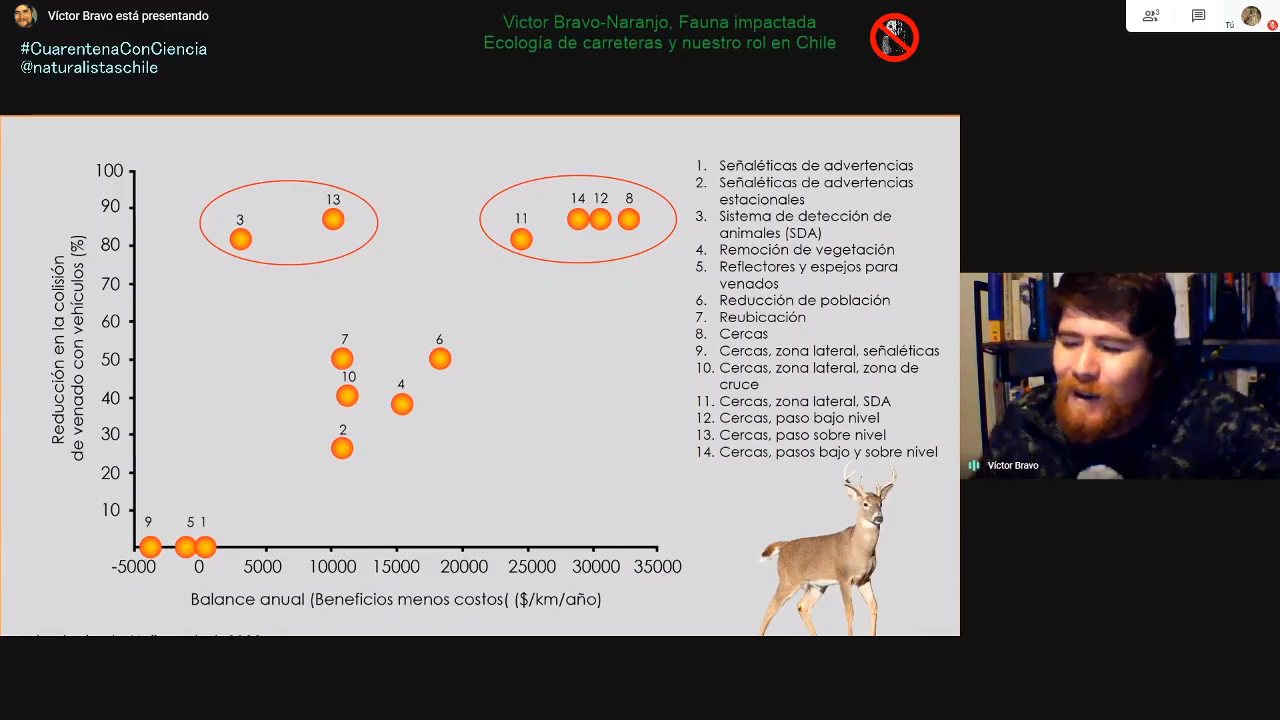 Víctor Bravo está presentando
#CuarentenaConCiencia
@naturalistaschile
Victor Bravo-Naranjo, Fauna impactada
Ecología de carreteras y nuestro rol en Chile
3
Tú
Reducción en la colisión
de venado con vehículos (%)
100
90
80
70
60
50
40
30
20
10
3
13
11
14 12 8
7
6
10
4
2
9 5 1
-5000 0 5000 10000 15000 20000 25000 30000 35000
Balance anual (Beneficios menos costos( ($/km/año)
1. Señaléticas de advertencias
2. Señaléticas de advertencias
estacionales
3. Sistema de detección de
animales (SDA)
4. Remoción de vegetación
5. Reflectores y espejos para
venados
6. Reducción de población
7. Reubicación
8. Cercas
9. Cercas, zona lateral, señaléticas
10. Cercas, zona lateral, zona de
cruce
11. Cercas, zona lateral, SDA
12. Cercas, paso bajo nivel
13. Cercas, paso sobre nivel
14. Cercas, pasos bajo y sobre nivel
Víctor Bravo